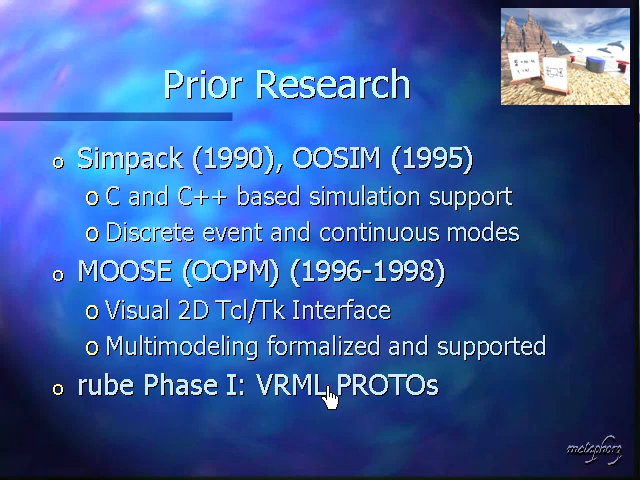 Prior Research
o Simpack (1990), OOSIM (1995)
o C and C++ based simulation support
o Discrete event and continuous modes
o MOOSE (OOPM) (1996-1998)
o Visual 2D Tcl/Tk Interface
o Multimodeling formalized and supported
o rube Phase I: VRML PROTOs
metaphorz